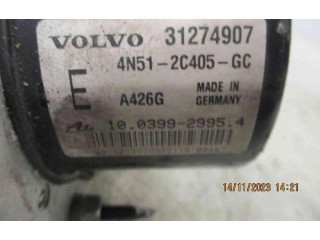 VOLVO 31274907
4N51-2C405-GC
E
A426G
MADE IN
GERMANY
10.0399-2995.4
14/11/2023 14:21